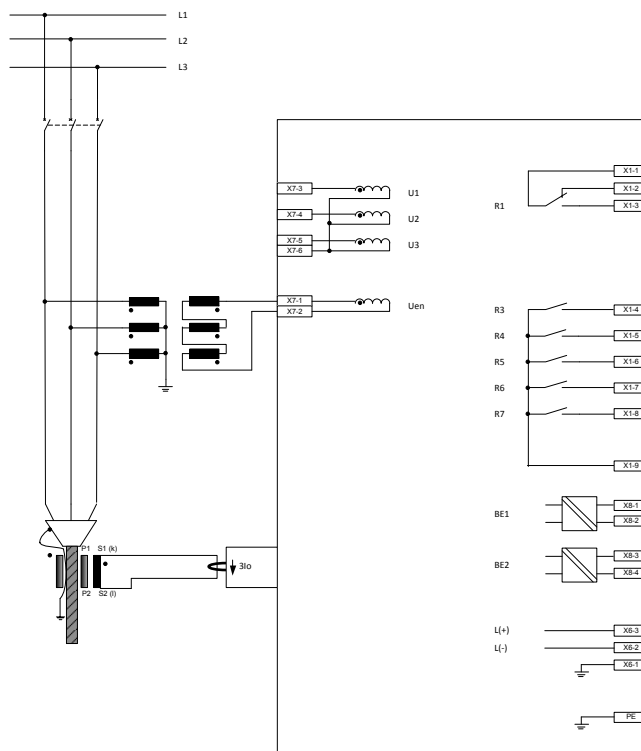 L1
L2
L3
X7-3
U1
X7-4
U2
X7-5
U3
X7-6
X7-1
Uen
X7-2
X1-1
X1-2
R1
X1-3
R3
X1-4
R4
X1-5
R5
X1-6
R6
X1-7
R7
X1-8
X1-9
BE1
X8-1
X8-2
BE2
X8-3
X8-4
P1 S1 (k)
3Io
P2 S2 (l)
L(+)
X6-3
L(-)
X6-2
X6-1
PE